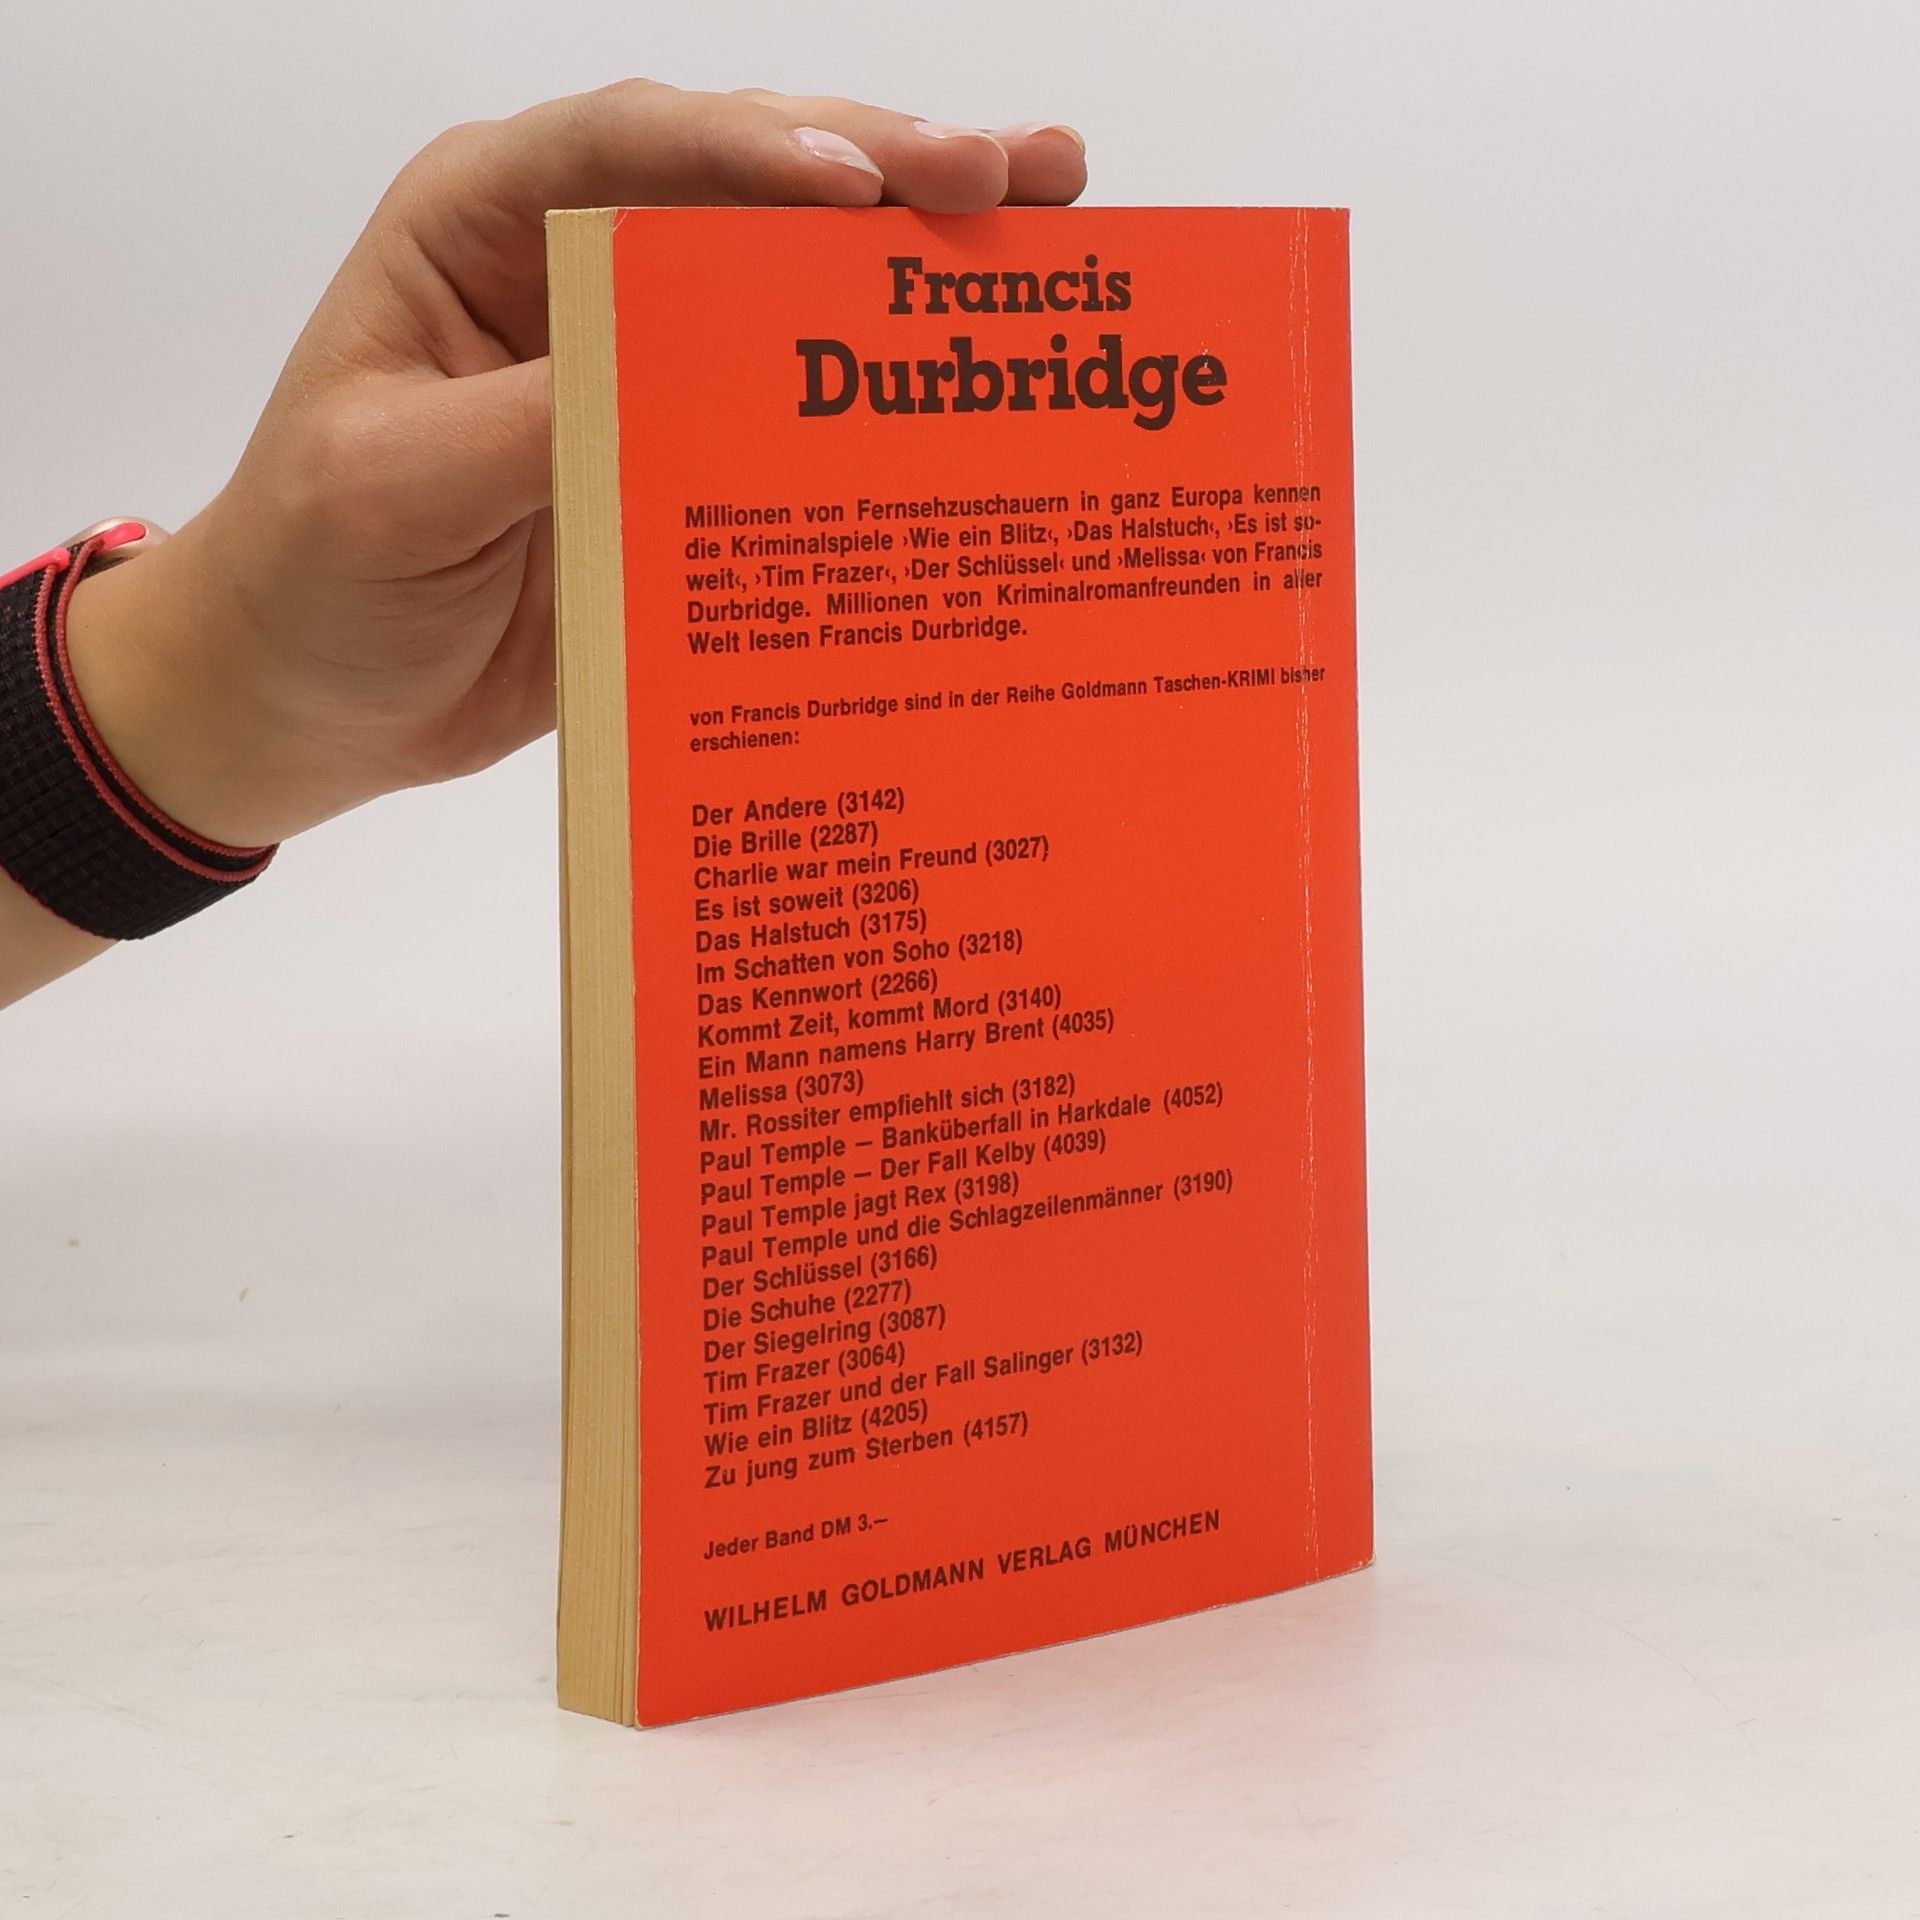 Francis
Durbridge
Millionen von Fernsehzuschauern in ganz Europa kennen
die Kriminalspiele ›Wie ein Blitz‹, ›Das Halstuch‹, ›Es ist so-
weit‹, ›Tim Frazer‹, ›Der Schlüssel‹ und ›Melissa‹ von Francis
Durbridge. Millionen von Kriminalromanfreunden in aller
Welt lesen Francis Durbridge.
von Francis Durbridge sind in der Reihe Goldmann Taschen-KRIMI bisher
erschienen:
Der Andere (3142)
Die Brille (2287)
Charlie war mein Freund (3027)
Es ist soweit (3206)
Das Halstuch (3175)
Im Schatten von Soho (3218)
Das Kennwort (2266)
Kommt Zeit, kommt Mord (3140)
Ein Mann namens Harry Brent (4035)
Melissa (3073)
Mr. Rossiter empfiehlt sich (3182)
Paul Temple – Banküberfall in Harkdale (4052)
Paul Temple – Der Fall Kelby (4039)
Paul Temple jagt Rex (3198)
Paul Temple und die Schlagzeilenmänner (3190)
Der Schlüssel (3166)
Die Schuhe (2277)
Der Siegelring (3087)
Tim Frazer (3064)
Tim Frazer und der Fall Salinger (3132)
Wie ein Blitz (4205)
Zu jung zum Sterben (4157)
Jeder Band DM 3.–
WILHELM GOLDMANN VERLAG MÜNCHEN